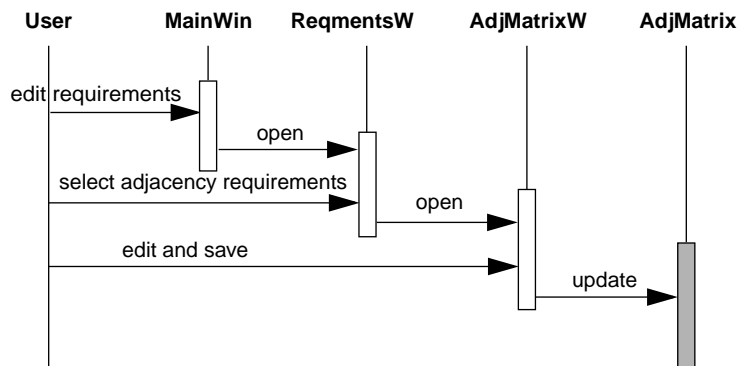 User MainWin ReqmentsW AdjMatrixW AdjMatrix
edit requirements
open
select adjacency requirements
open
edit and save
update